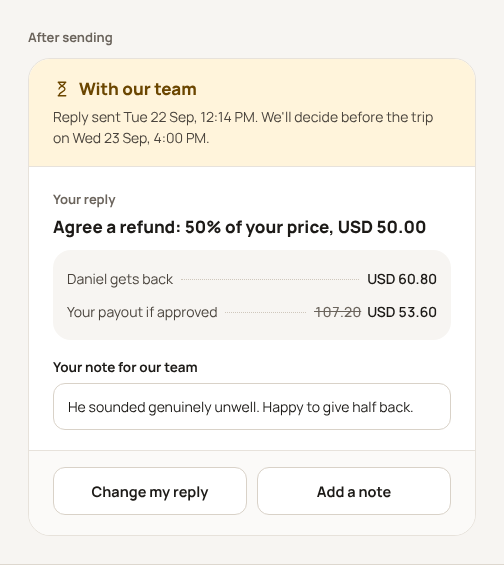 After sending
With our team
Reply sent Tue 22 Sep, 12:14 PM. We'll decide before the trip
on Wed 23 Sep, 4:00 PM.
Your reply
Agree a refund: 50% of your price, USD 50.00
Daniel gets back USD 60.80
Your payout if approved 107.20 USD 53.60
Your note for our team
He sounded genuinely unwell. Happy to give half back.
Change my reply Add a note